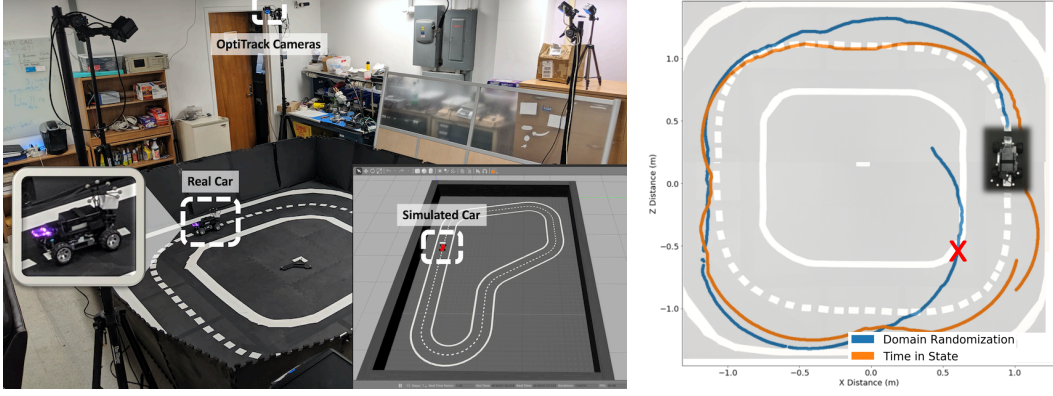 OptiTrack Cameras
Real Car
Simulated Car
1.0
0.5
0.0
−0.5
−1.0
Z Distance (m)
X
Domain Randomization
Time in State
−1.0
−0.5
0.0
0.5
1.0
X Distance (m)